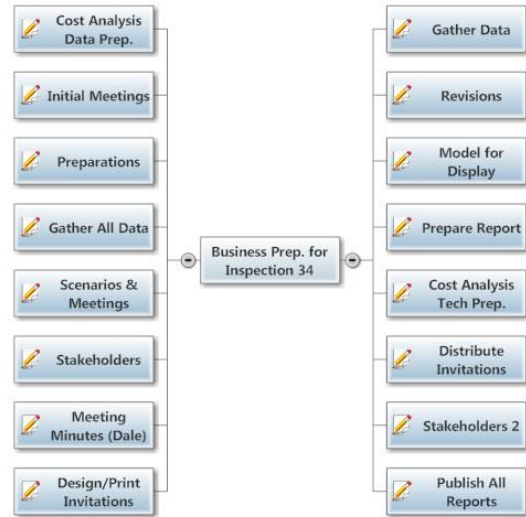 Cost Analysis
Data Prep.
Initial Meetings
Preparations
Gather All Data
Scenarios &
Meetings
Stakeholders
Meeting
Minutes (Dale)
Design/Print
Invitations
Business Prep. for
Inspection 34
Gather Data
Revisions
Model for
Display
Prepare Report
Cost Analysis
Tech Prep.
Distribute
Invitations
Stakeholders 2
Publish All
Reports